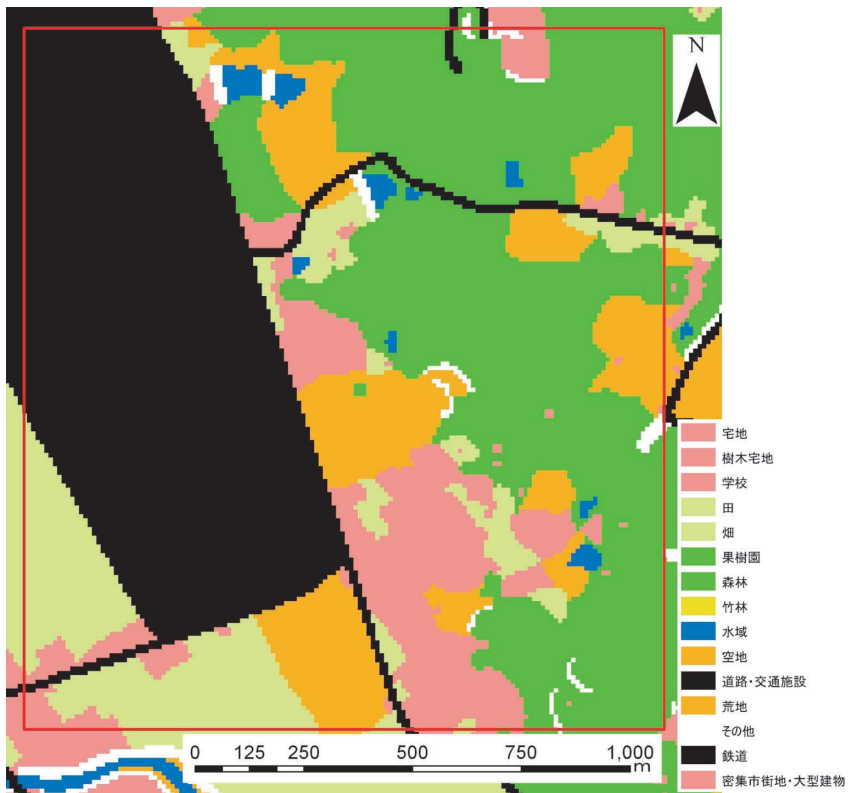 N
宅地
樹木宅地
学校
田
畑
果樹園
森林
竹林
水域
空地
道路・交通施設
荒地
その他
鉄道
密集市街地・大型建物
0 125 250 500 750 1,000
m